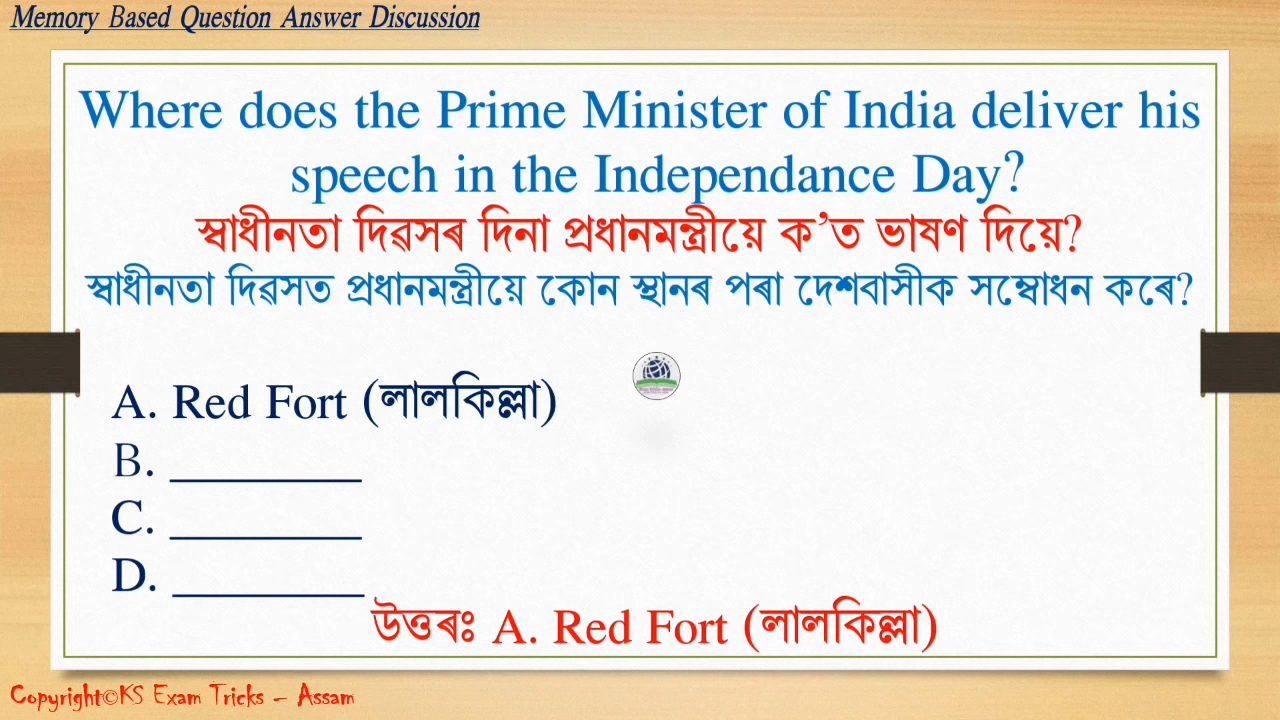 Memory Based Question Answer Discussion
Where does the Prime Minister of India deliver his
speech in the Independance Day?
স্বাধীনতা দিৱসৰ দিনা প্ৰধানমন্ত্ৰীয়ে ক’ত ভাষণ দিয়ে?
স্বাধীনতা দিৱসত প্ৰধানমন্ত্ৰীয়ে কোন স্থানৰ পৰা দেশবাসীক সম্বোধন কৰে?
A. Red Fort (লালকিল্লা)
B. ________
C. ________
D. ________
উত্তৰঃ A. Red Fort (লালকিল্লা)
Copyright©KS Exam Tricks – Assam